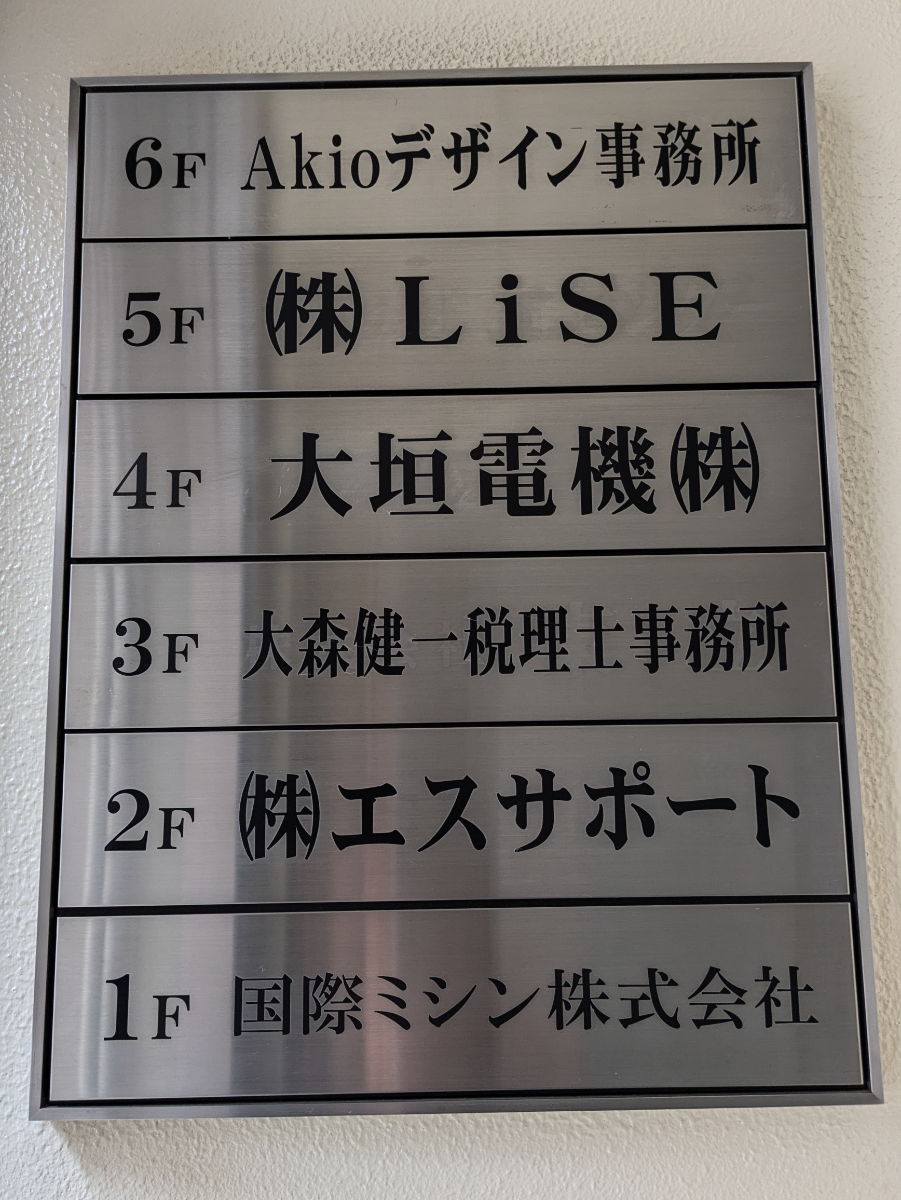 6F Akioデザイン事務所
5F ㈱LiSE
4F 大垣電機㈱
3F 大森健一税理士事務所
2F ㈱エスサポート
1F 国際ミシン株式会社